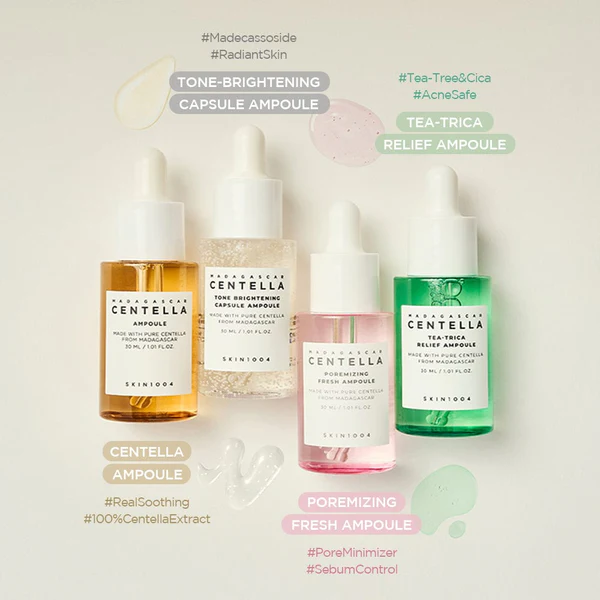 #Madecassoside
#RadiantSkin
TONE-BRIGHTENING
CAPSULE AMPOULE
#Tea-Tree&Cica
#AcneSafe
TEA-TRICA
RELIEF AMPOULE
MADAGASCAR
CENTELLA
AMPOULE
MADE WITH PURE CENTELLA
FROM MADAGASCAR
30 ML / 1.01 FL.OZ.
SKIN1004
MADAGASCAR
CENTELLA
TONE BRIGHTENING
CAPSULE AMPOULE
MADE WITH PURE CENTELLA
FROM MADAGASCAR
30 ML / 1.01 FL.OZ.
SKIN1004
MADAGASCAR
CENTELLA
POREMIZING
FRESH AMPOULE
MADE WITH PURE CENTELLA
FROM MADAGASCAR
30 ML / 1.01 FL.OZ.
SKIN1004
MADAGASCAR
CENTELLA
TEA-TRICA
RELIEF AMPOULE
MADE WITH PURE CENTELLA
FROM MADAGASCAR
30 ML / 1.01 FL.OZ.
SKIN1004
CENTELLA
AMPOULE
#RealSoothing
#100%CentellaExtract
POREMIZING
FRESH AMPOULE
#PoreMinimizer
#SebumControl